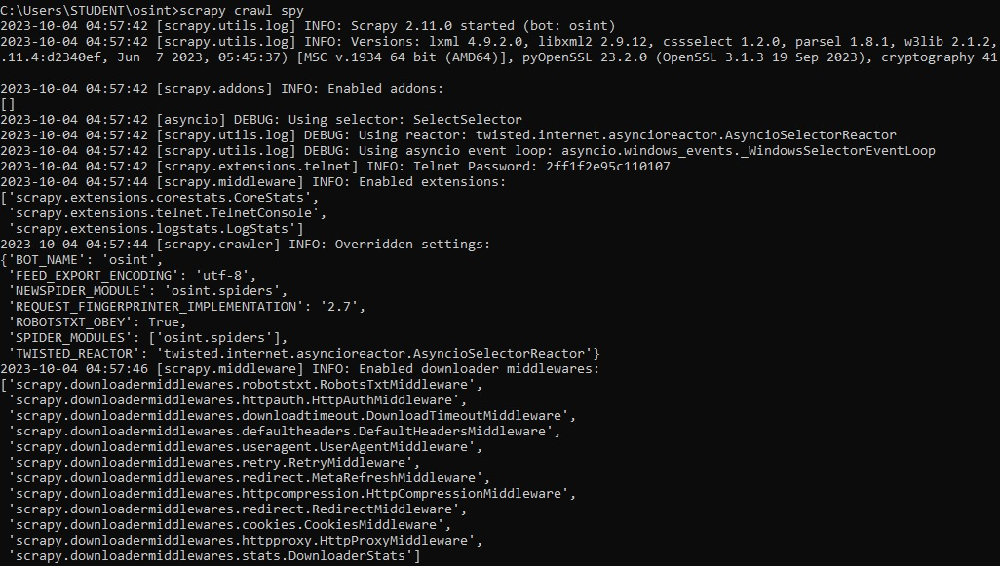 C:\Users\STUDENT\osint>scrapy crawl spy
2023-10-04 04:57:42 [scrapy.utils.log] INFO: Scrapy 2.11.0 started (bot: osint)
2023-10-04 04:57:42 [scrapy.utils.log] INFO: Versions: lxml 4.9.2.0, libxml2 2.9.12, cssselect 1.2.0, parsel 1.8.1, w3lib 2.1.2,
.11.4:d2340ef, Jun  7 2023, 05:45:37) [MSC v.1934 64 bit (AMD64)], pyOpenSSL 23.2.0 (OpenSSL 3.1.3 19 Sep 2023), cryptography 41
2023-10-04 04:57:42 [scrapy.addons] INFO: Enabled addons:
[]
2023-10-04 04:57:42 [asyncio] DEBUG: Using selector: SelectSelector
2023-10-04 04:57:42 [scrapy.utils.log] DEBUG: Using reactor: twisted.internet.asyncioreactor.AsyncioSelectorReactor
2023-10-04 04:57:42 [scrapy.utils.log] DEBUG: Using asyncio event loop: asyncio.windows_events._WindowsSelectorEventLoop
2023-10-04 04:57:42 [scrapy.extensions.telnet] INFO: Telnet Password: 2ff1f2e95c110107
2023-10-04 04:57:44 [scrapy.middleware] INFO: Enabled extensions:
['scrapy.extensions.corestats.CoreStats',
 'scrapy.extensions.telnet.TelnetConsole',
 'scrapy.extensions.logstats.LogStats']
2023-10-04 04:57:44 [scrapy.crawler] INFO: Overridden settings:
{'BOT_NAME': 'osint',
 'FEED_EXPORT_ENCODING': 'utf-8',
 'NEWSPIDER_MODULE': 'osint.spiders',
 'REQUEST_FINGERPRINTER_IMPLEMENTATION': '2.7',
 'ROBOTSTXT_OBEY': True,
 'SPIDER_MODULES': ['osint.spiders'],
 'TWISTED_REACTOR': 'twisted.internet.asyncioreactor.AsyncioSelectorReactor'}
2023-10-04 04:57:46 [scrapy.middleware] INFO: Enabled downloader middlewares:
['scrapy.downloadermiddlewares.robotstxt.RobotsTxtMiddleware',
 'scrapy.downloadermiddlewares.httpauth.HttpAuthMiddleware',
 'scrapy.downloadermiddlewares.downloadtimeout.DownloadTimeoutMiddleware',
 'scrapy.downloadermiddlewares.defaultheaders.DefaultHeadersMiddleware',
 'scrapy.downloadermiddlewares.useragent.UserAgentMiddleware',
 'scrapy.downloadermiddlewares.retry.RetryMiddleware',
 'scrapy.downloadermiddlewares.redirect.MetaRefreshMiddleware',
 'scrapy.downloadermiddlewares.httpcompression.HttpCompressionMiddleware',
 'scrapy.downloadermiddlewares.redirect.RedirectMiddleware',
 'scrapy.downloadermiddlewares.cookies.CookiesMiddleware',
 'scrapy.downloadermiddlewares.httpproxy.HttpProxyMiddleware',
 'scrapy.downloadermiddlewares.stats.DownloaderStats']